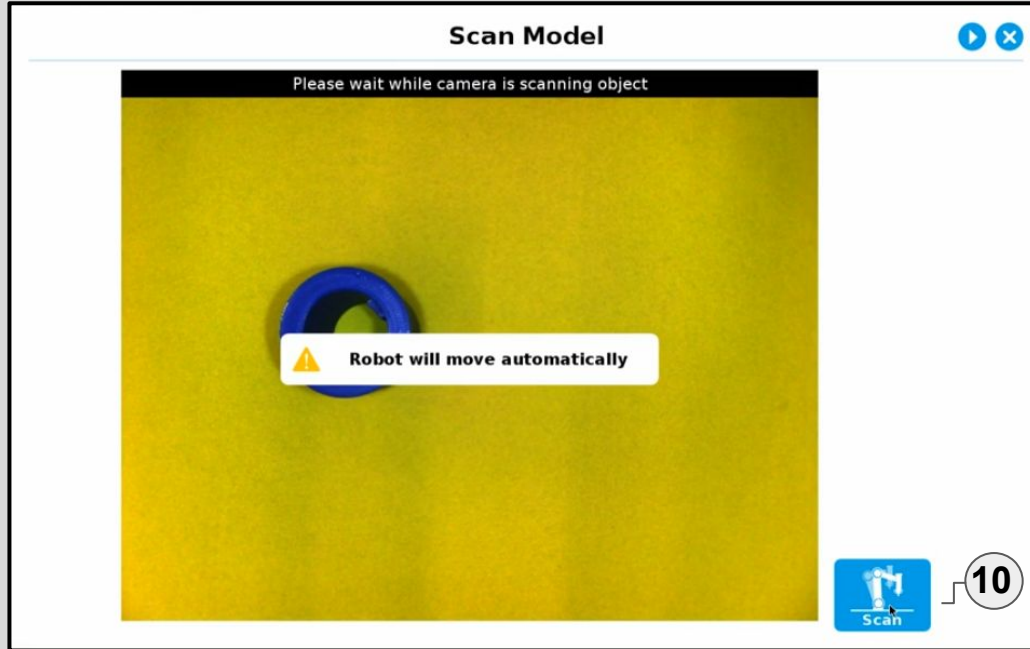 Scan Model
Please wait while camera is scanning object
Robot will move automatically
Scan
10